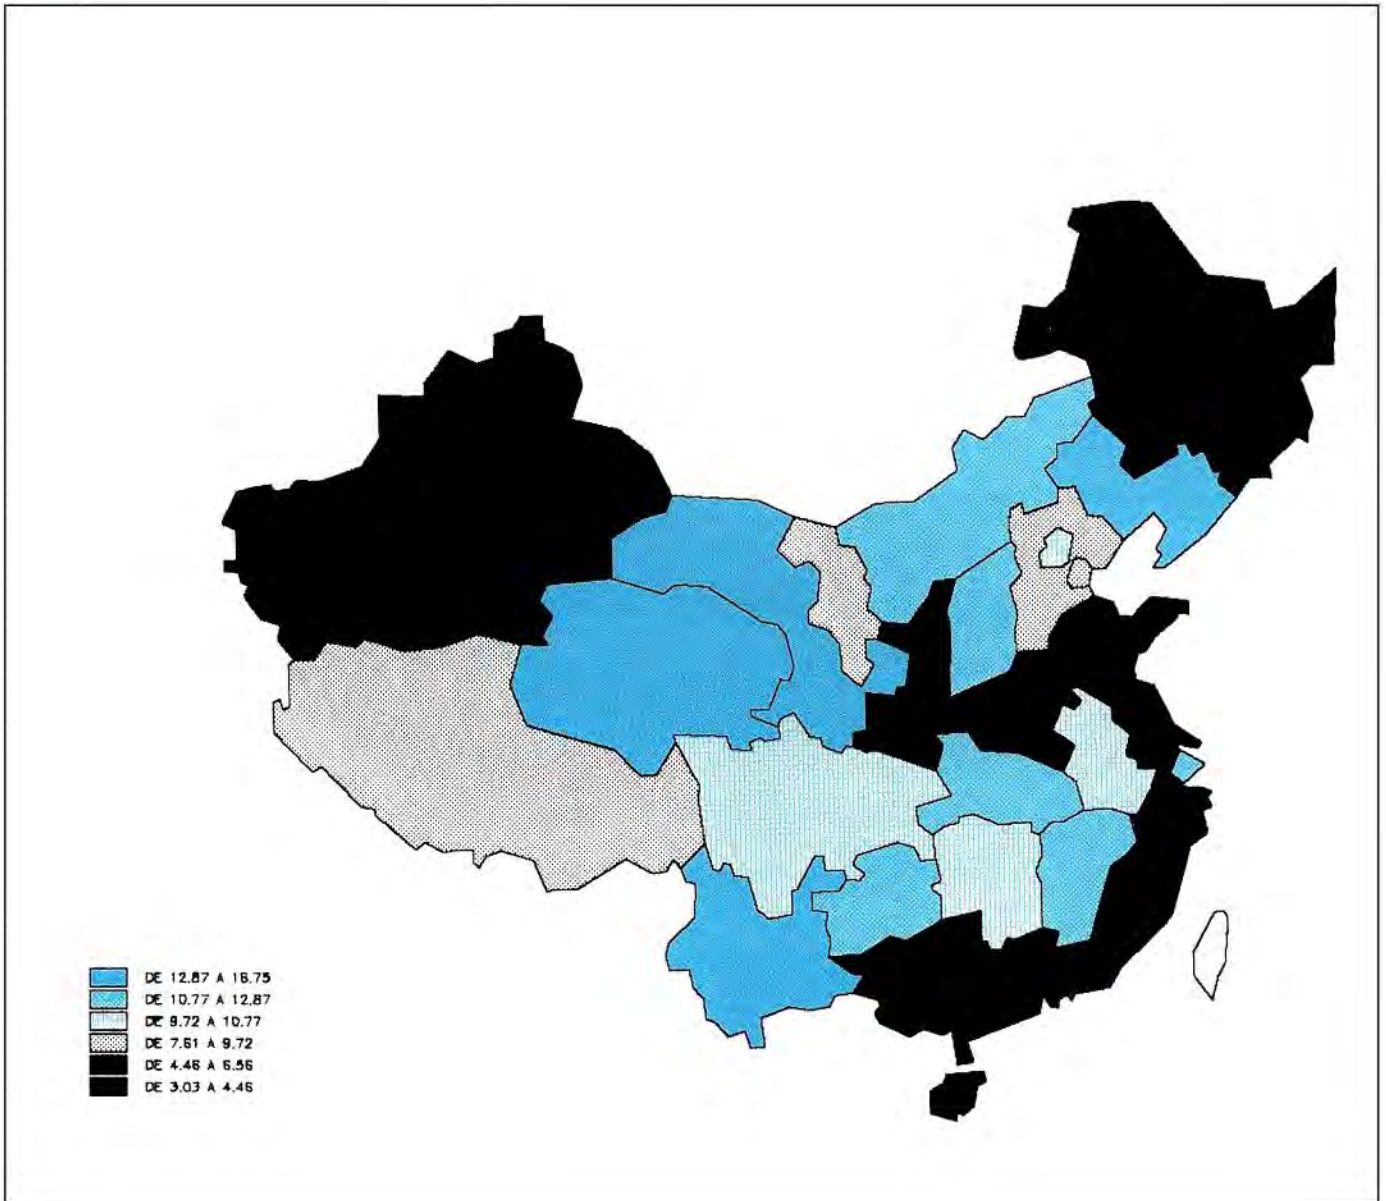 DE 12.87 A 16.75
DE 10.77 A 12.87
DE 9.72 A 10.77
DE 7.61 A 9.72
DE 4.46 A 6.56
DE 3.03 A 4.46